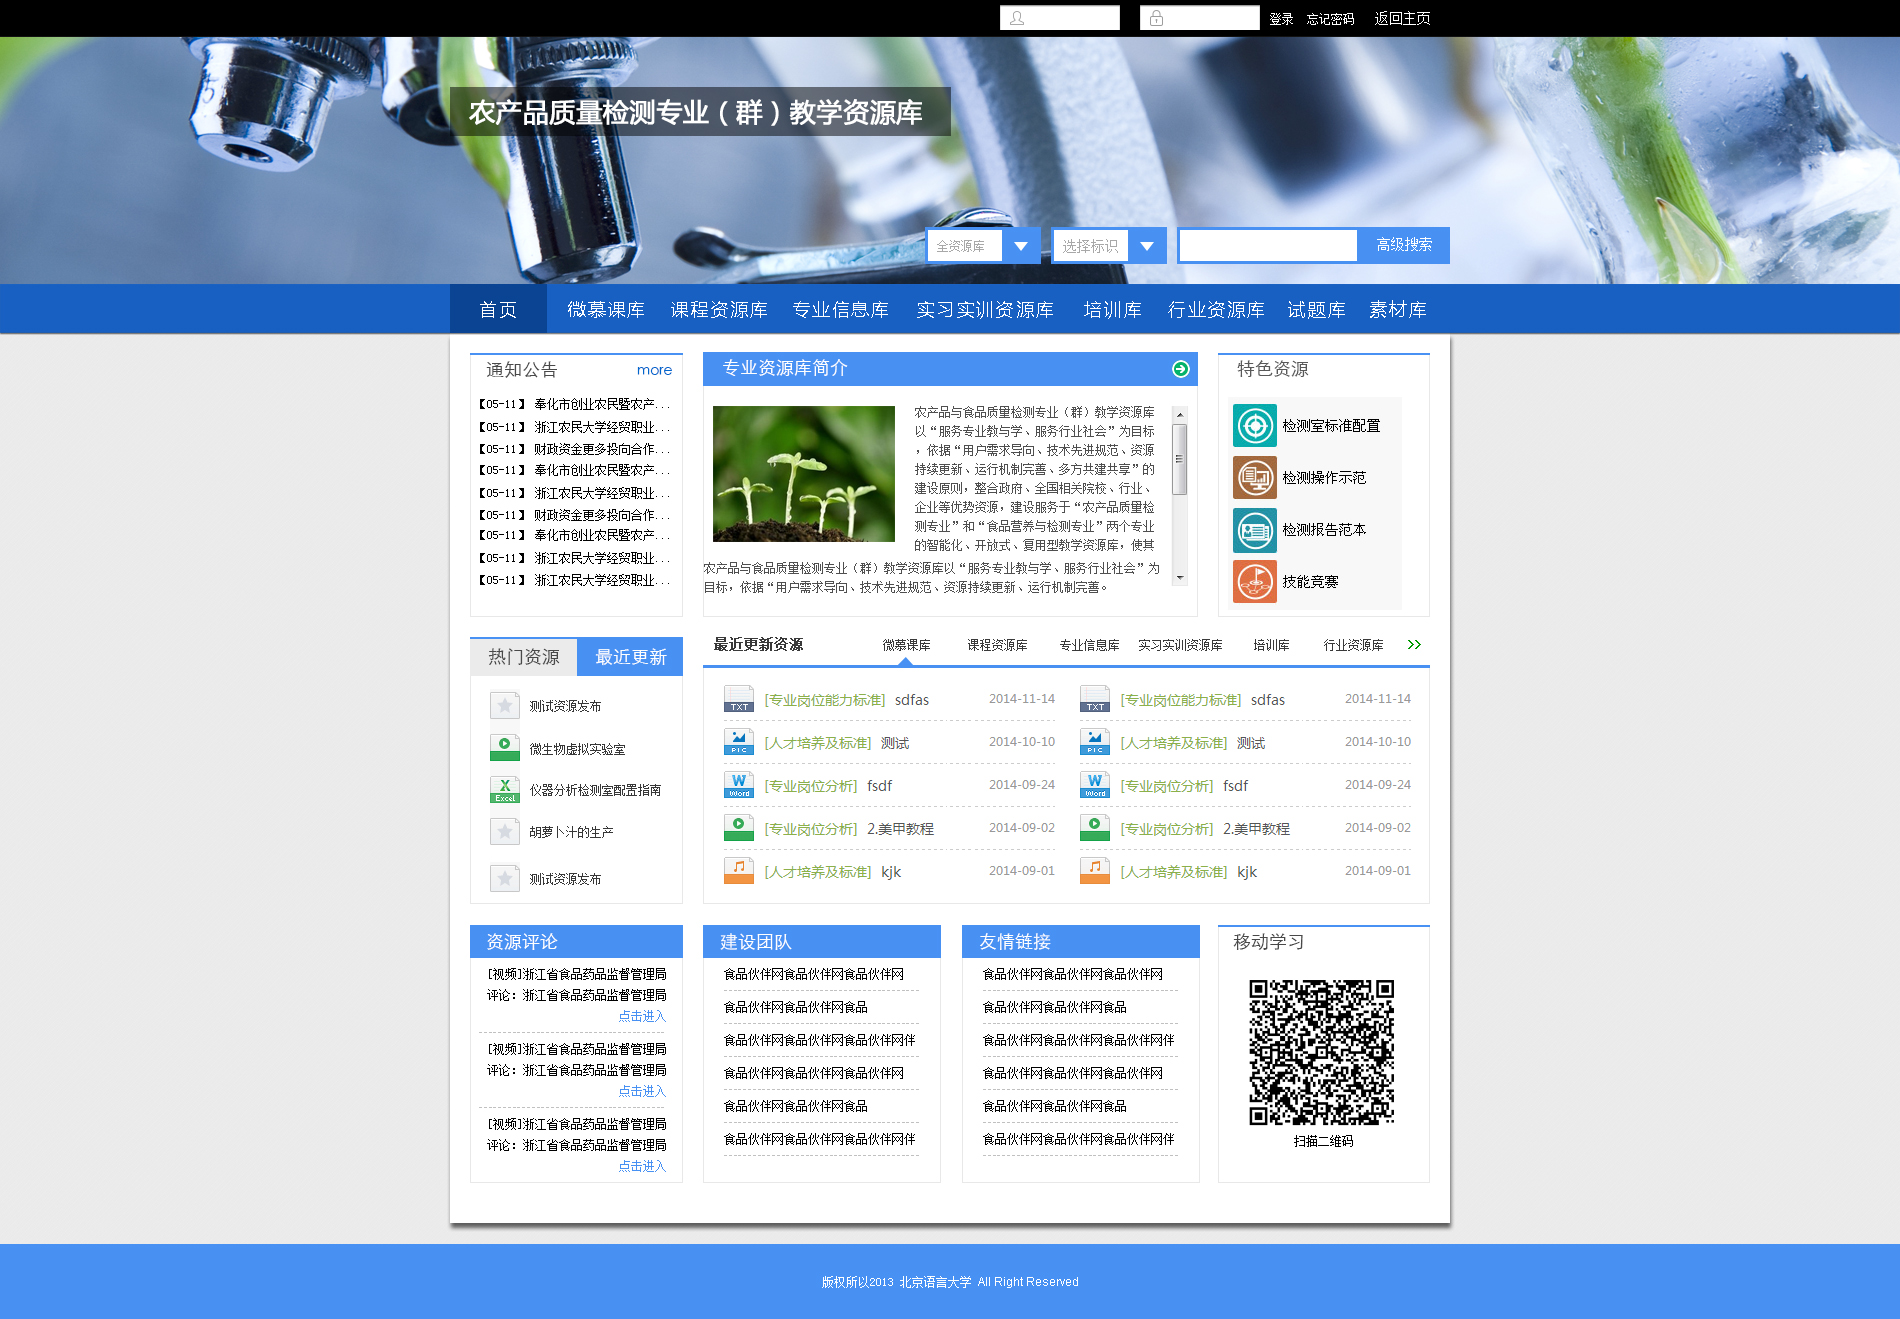 登录 忘记密码 返回主页
农产品质量检测专业（群）教学资源库
全资源库 选择标识 高级搜索
首页 微慕课库 课程资源库 专业信息库 实习实训资源库 培训库 行业资源库 试题库 素材库
通知公告 more
【05-11】 奉化市创业农民暨农产...
【05-11】 浙江农民大学经贸职业...
【05-11】 财政资金更多投向合作...
【05-11】 奉化市创业农民暨农产...
【05-11】 浙江农民大学经贸职业...
【05-11】 财政资金更多投向合作...
【05-11】 奉化市创业农民暨农产...
【05-11】 浙江农民大学经贸职业...
【05-11】 浙江农民大学经贸职业...
专业资源库简介
农产品与食品质量检测专业（群）教学资源库
以“服务专业教与学、服务行业社会”为目标
，依据“用户需求导向、技术先进规范、资源
持续更新、运行机制完善、多方共建共享”的
建设原则，整合政府、全国相关院校、行业、
企业等优势资源，建设服务于“农产品质量检
测专业”和“食品营养与检测专业”两个专业
的智能化、开放式、复用型教学资源库，使其
农产品与食品质量检测专业（群）教学资源库以“服务专业教与学、服务行业社会”为
目标，依据“用户需求导向、技术先进规范、资源持续更新、运行机制完善。
特色资源
检测室标准配置
检测操作示范
检测报告范本
技能竞赛
热门资源 最近更新
测试资源发布
微生物虚拟实验室
Excel 仪器分析检测室配置指南
胡萝卜汁的生产
测试资源发布
最近更新资源 微慕课库 课程资源库 专业信息库 实习实训资源库 培训库 行业资源库 >>
TXT [专业岗位能力标准] sdfas 2014-11-14
PIC [人才培养及标准] 测试 2014-10-10
Word [专业岗位分析] fsdf 2014-09-24
[专业岗位分析] 2.美甲教程 2014-09-02
[人才培养及标准] kjk 2014-09-01
TXT [专业岗位能力标准] sdfas 2014-11-14
PIC [人才培养及标准] 测试 2014-10-10
Word [专业岗位分析] fsdf 2014-09-24
[专业岗位分析] 2.美甲教程 2014-09-02
[人才培养及标准] kjk 2014-09-01
资源评论
[视频]浙江省食品药品监督管理局
评论：浙江省食品药品监督管理局
点击进入
[视频]浙江省食品药品监督管理局
评论：浙江省食品药品监督管理局
点击进入
[视频]浙江省食品药品监督管理局
评论：浙江省食品药品监督管理局
点击进入
建设团队
食品伙伴网食品伙伴网食品伙伴网
食品伙伴网食品伙伴网食品
食品伙伴网食品伙伴网食品伙伴网伴
食品伙伴网食品伙伴网食品伙伴网
食品伙伴网食品伙伴网食品
食品伙伴网食品伙伴网食品伙伴网伴
友情链接
食品伙伴网食品伙伴网食品伙伴网
食品伙伴网食品伙伴网食品
食品伙伴网食品伙伴网食品伙伴网伴
食品伙伴网食品伙伴网食品伙伴网
食品伙伴网食品伙伴网食品
食品伙伴网食品伙伴网食品伙伴网伴
移动学习
扫描二维码
版权所以2013 北京语言大学 All Right Reserved